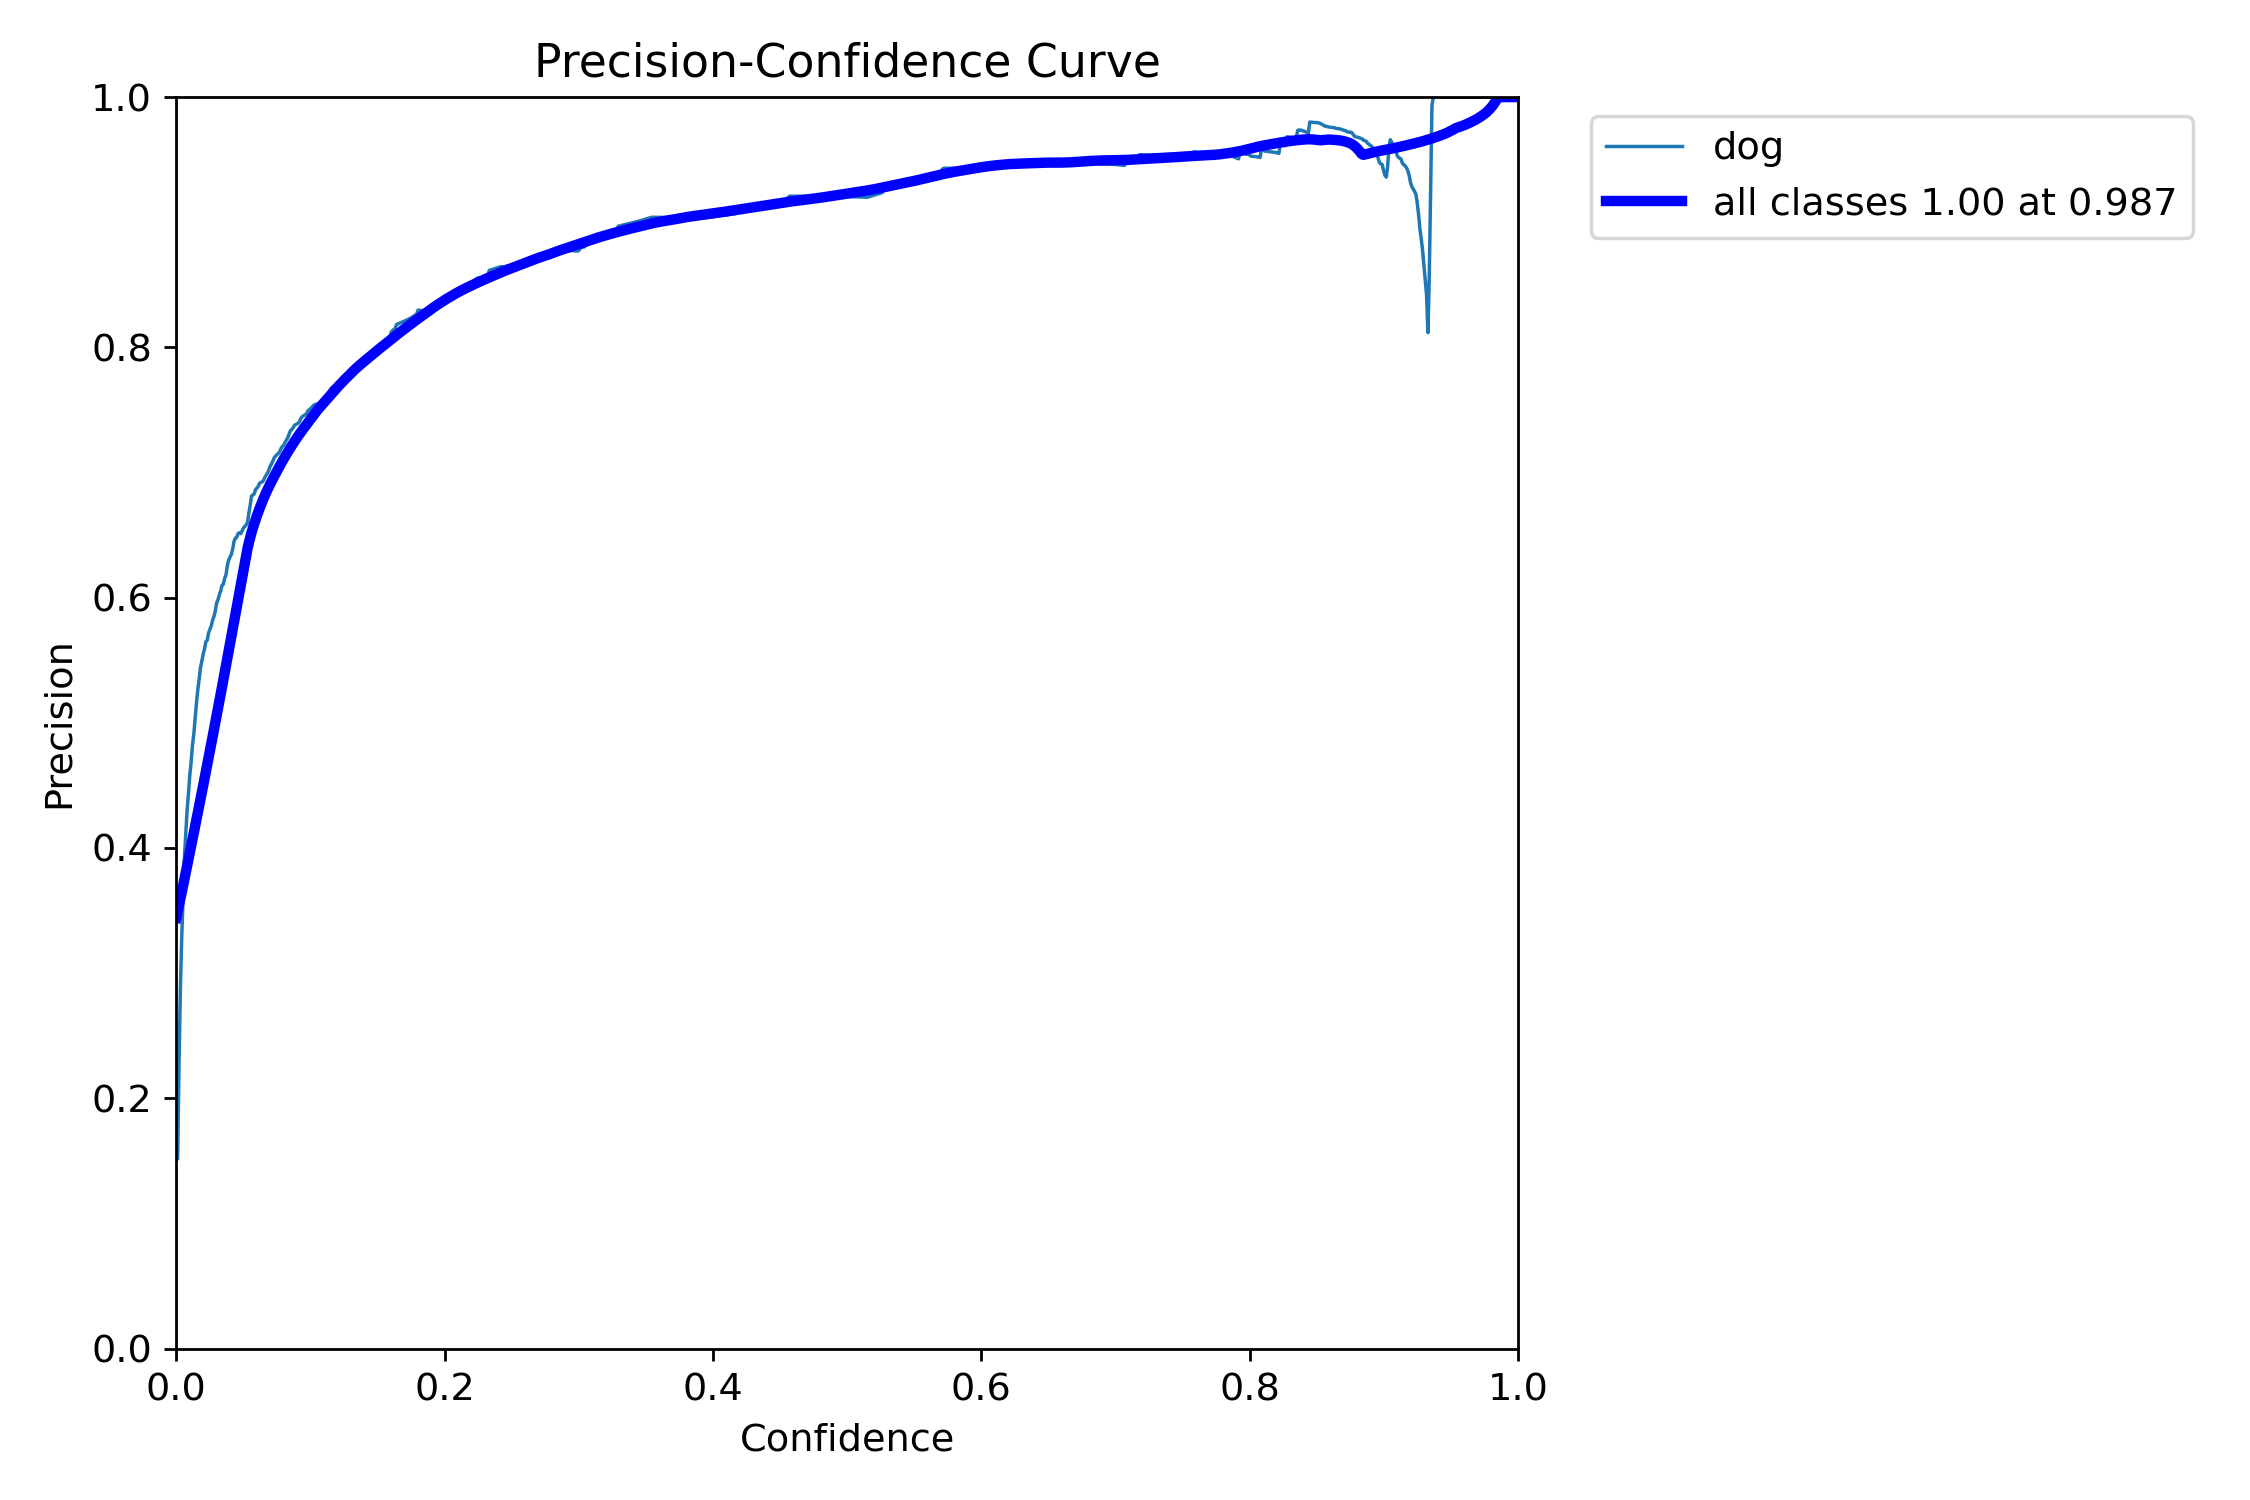 Precision-Confidence Curve
dog
all classes 1.00 at 0.987
Precision
1.0
0.8
0.6
0.4
0.2
0.0
0.0 0.2 0.4 0.6 0.8 1.0
Confidence